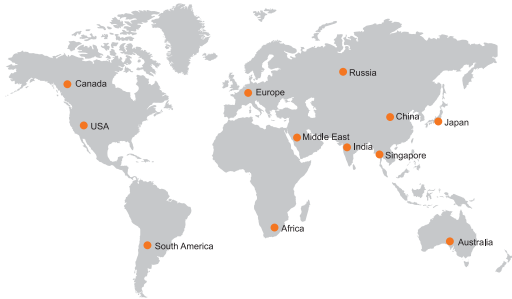 Russia
Canada
Europe
China
Japan
USA
Middle East
India
Singapore
Africa
South America
Australia